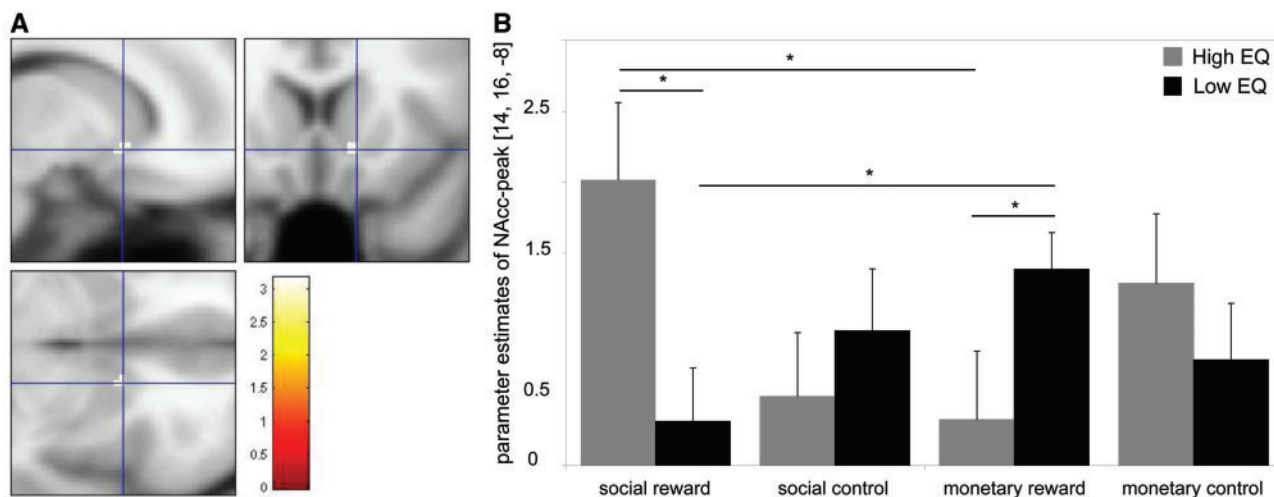 A
3
2.5
2
1.5
1
0.5
0
B
parameter estimates of NAcc-peak [14, 16, -8]
2.5
1.5
0.5
0
*
*
*
*
High EQ
Low EQ
social reward
social control
monetary reward
monetary control